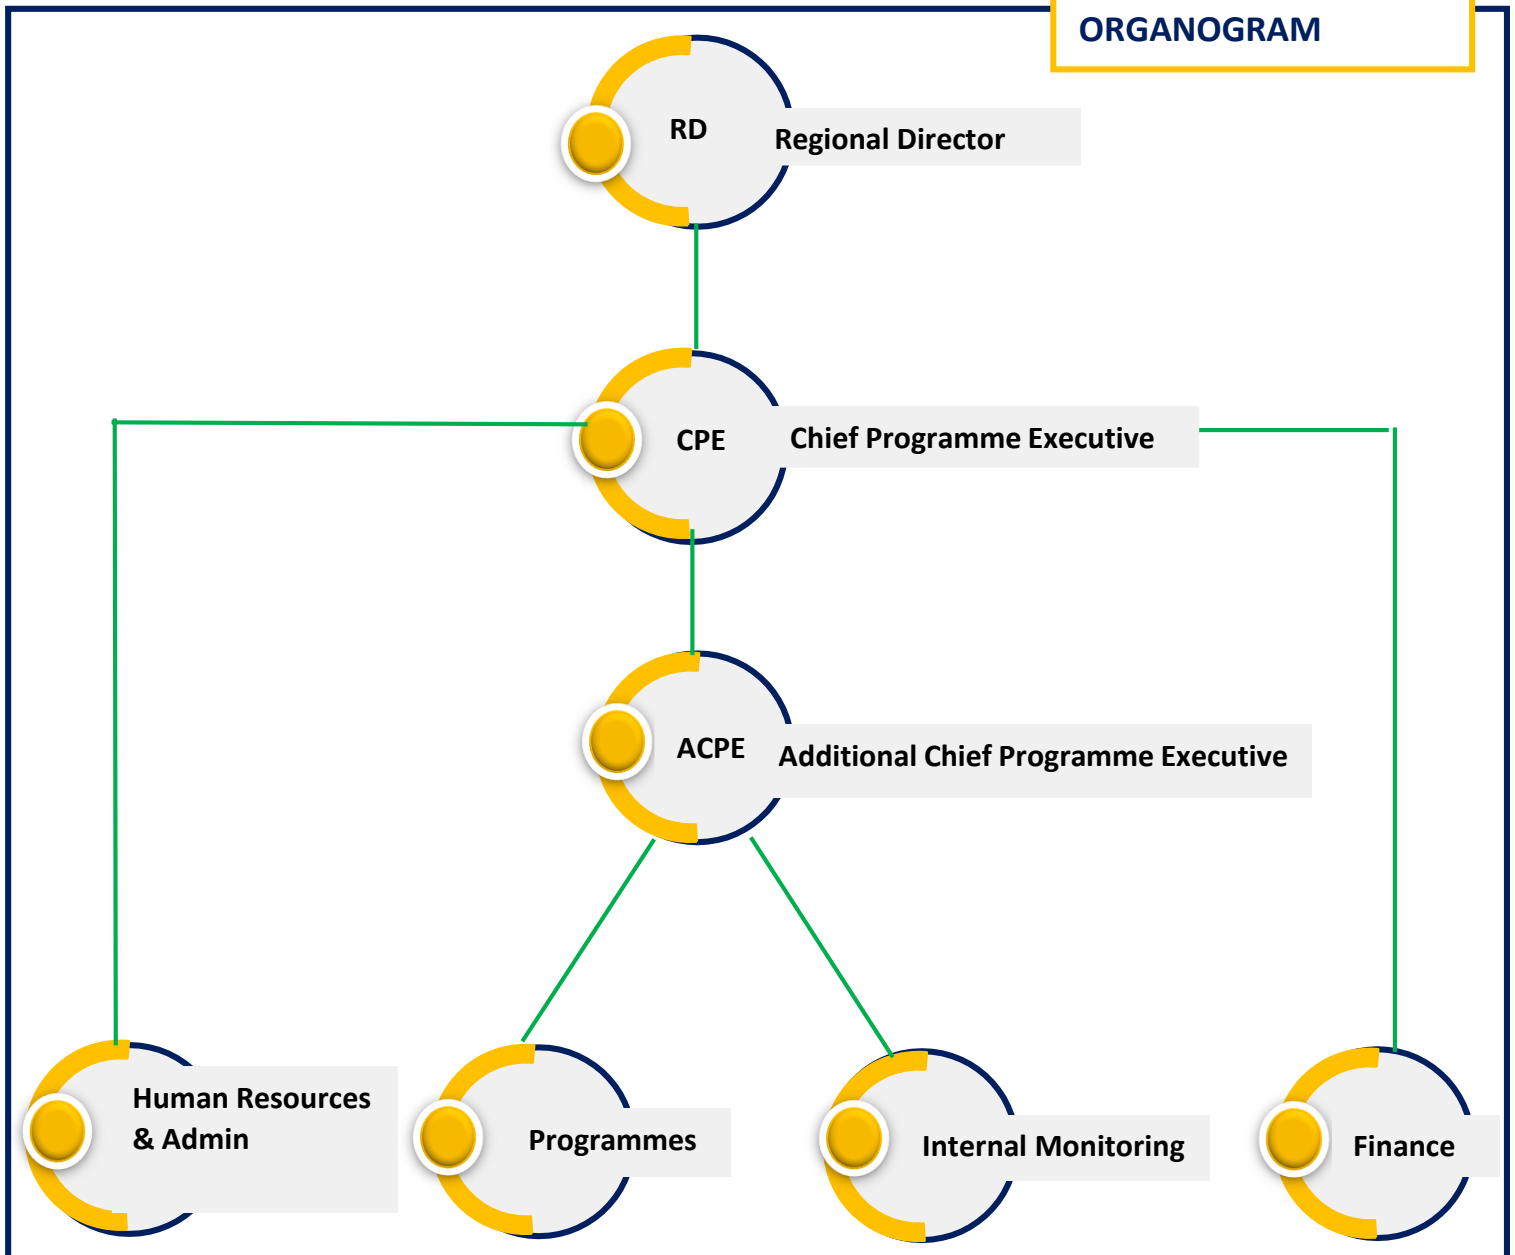 ORGANOGRAM
RD
Regional Director
CPE
Chief Programme Executive
ACPE
Additional Chief Programme Executive
Human Resources
& Admin
Programmes
Internal Monitoring
Finance